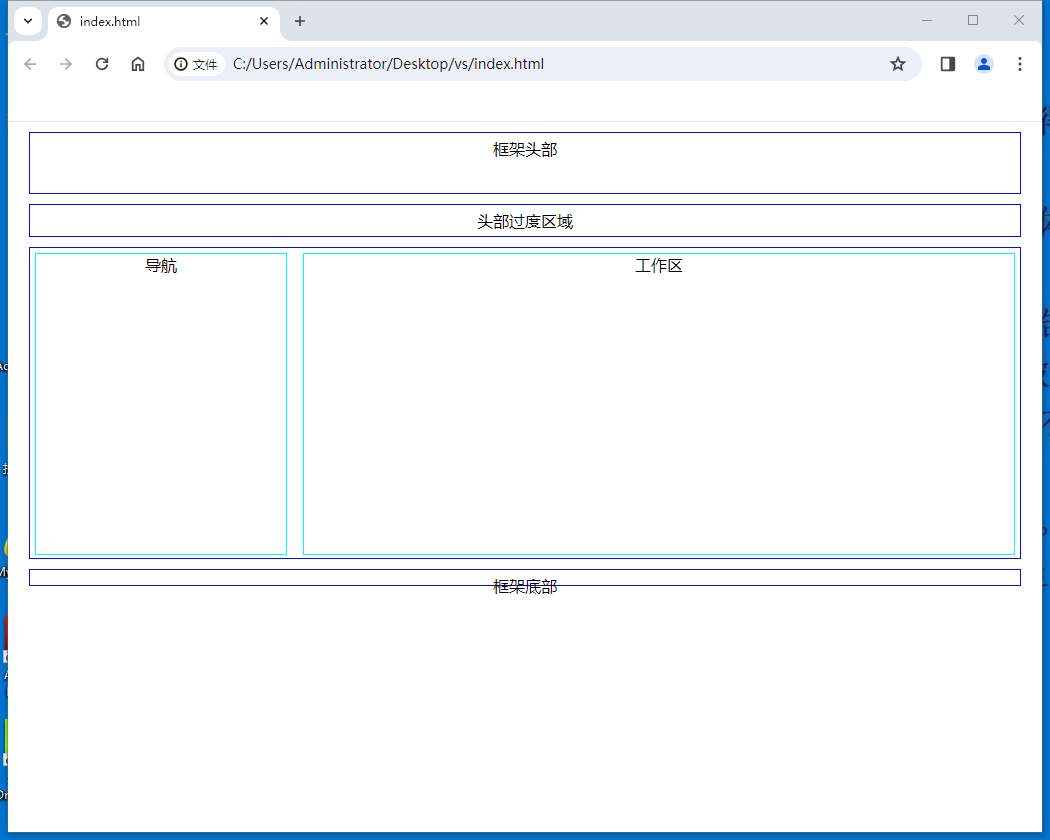 index.html
文件 C:/Users/Administrator/Desktop/vs/index.html
框架头部
头部过度区域
导航 工作区
框架底部